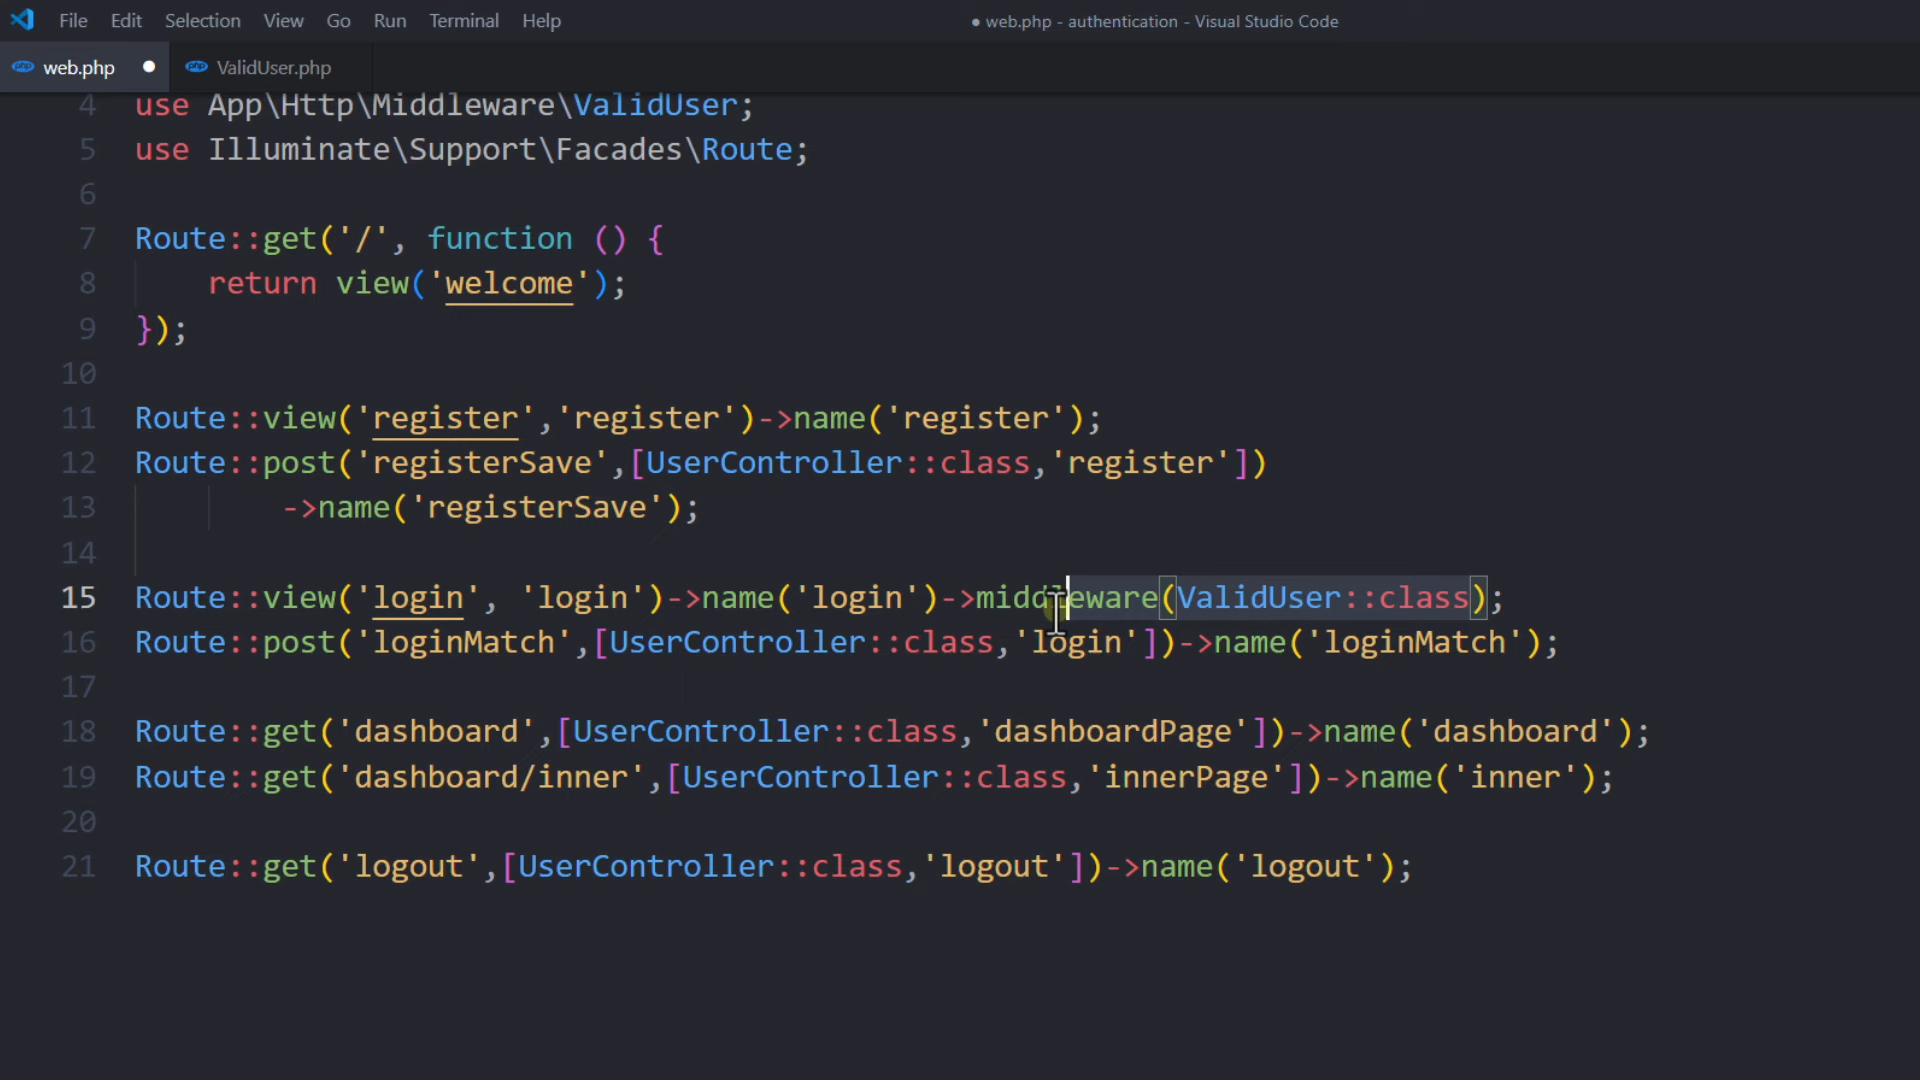 File Edit Selection View Go Run Terminal Help
● web.php - authentication - Visual Studio Code
php web.php ● php ValidUser.php
4 use App\Http\Middleware\ValidUser;
5 use Illuminate\Support\Facades\Route;
6
7 Route::get('/', function () {
8 return view('welcome');
9 });
10
11 Route::view('register','register')->name('register');
12 Route::post('registerSave',[UserController::class,'register'])
13 ->name('registerSave');
14
15 Route::view('login', 'login')->name('login')->middleware(ValidUser::class);
16 Route::post('loginMatch',[UserController::class,'login'])->name('loginMatch');
17
18 Route::get('dashboard',[UserController::class,'dashboardPage'])->name('dashboard');
19 Route::get('dashboard/inner',[UserController::class,'innerPage'])->name('inner');
20
21 Route::get('logout',[UserController::class,'logout'])->name('logout');